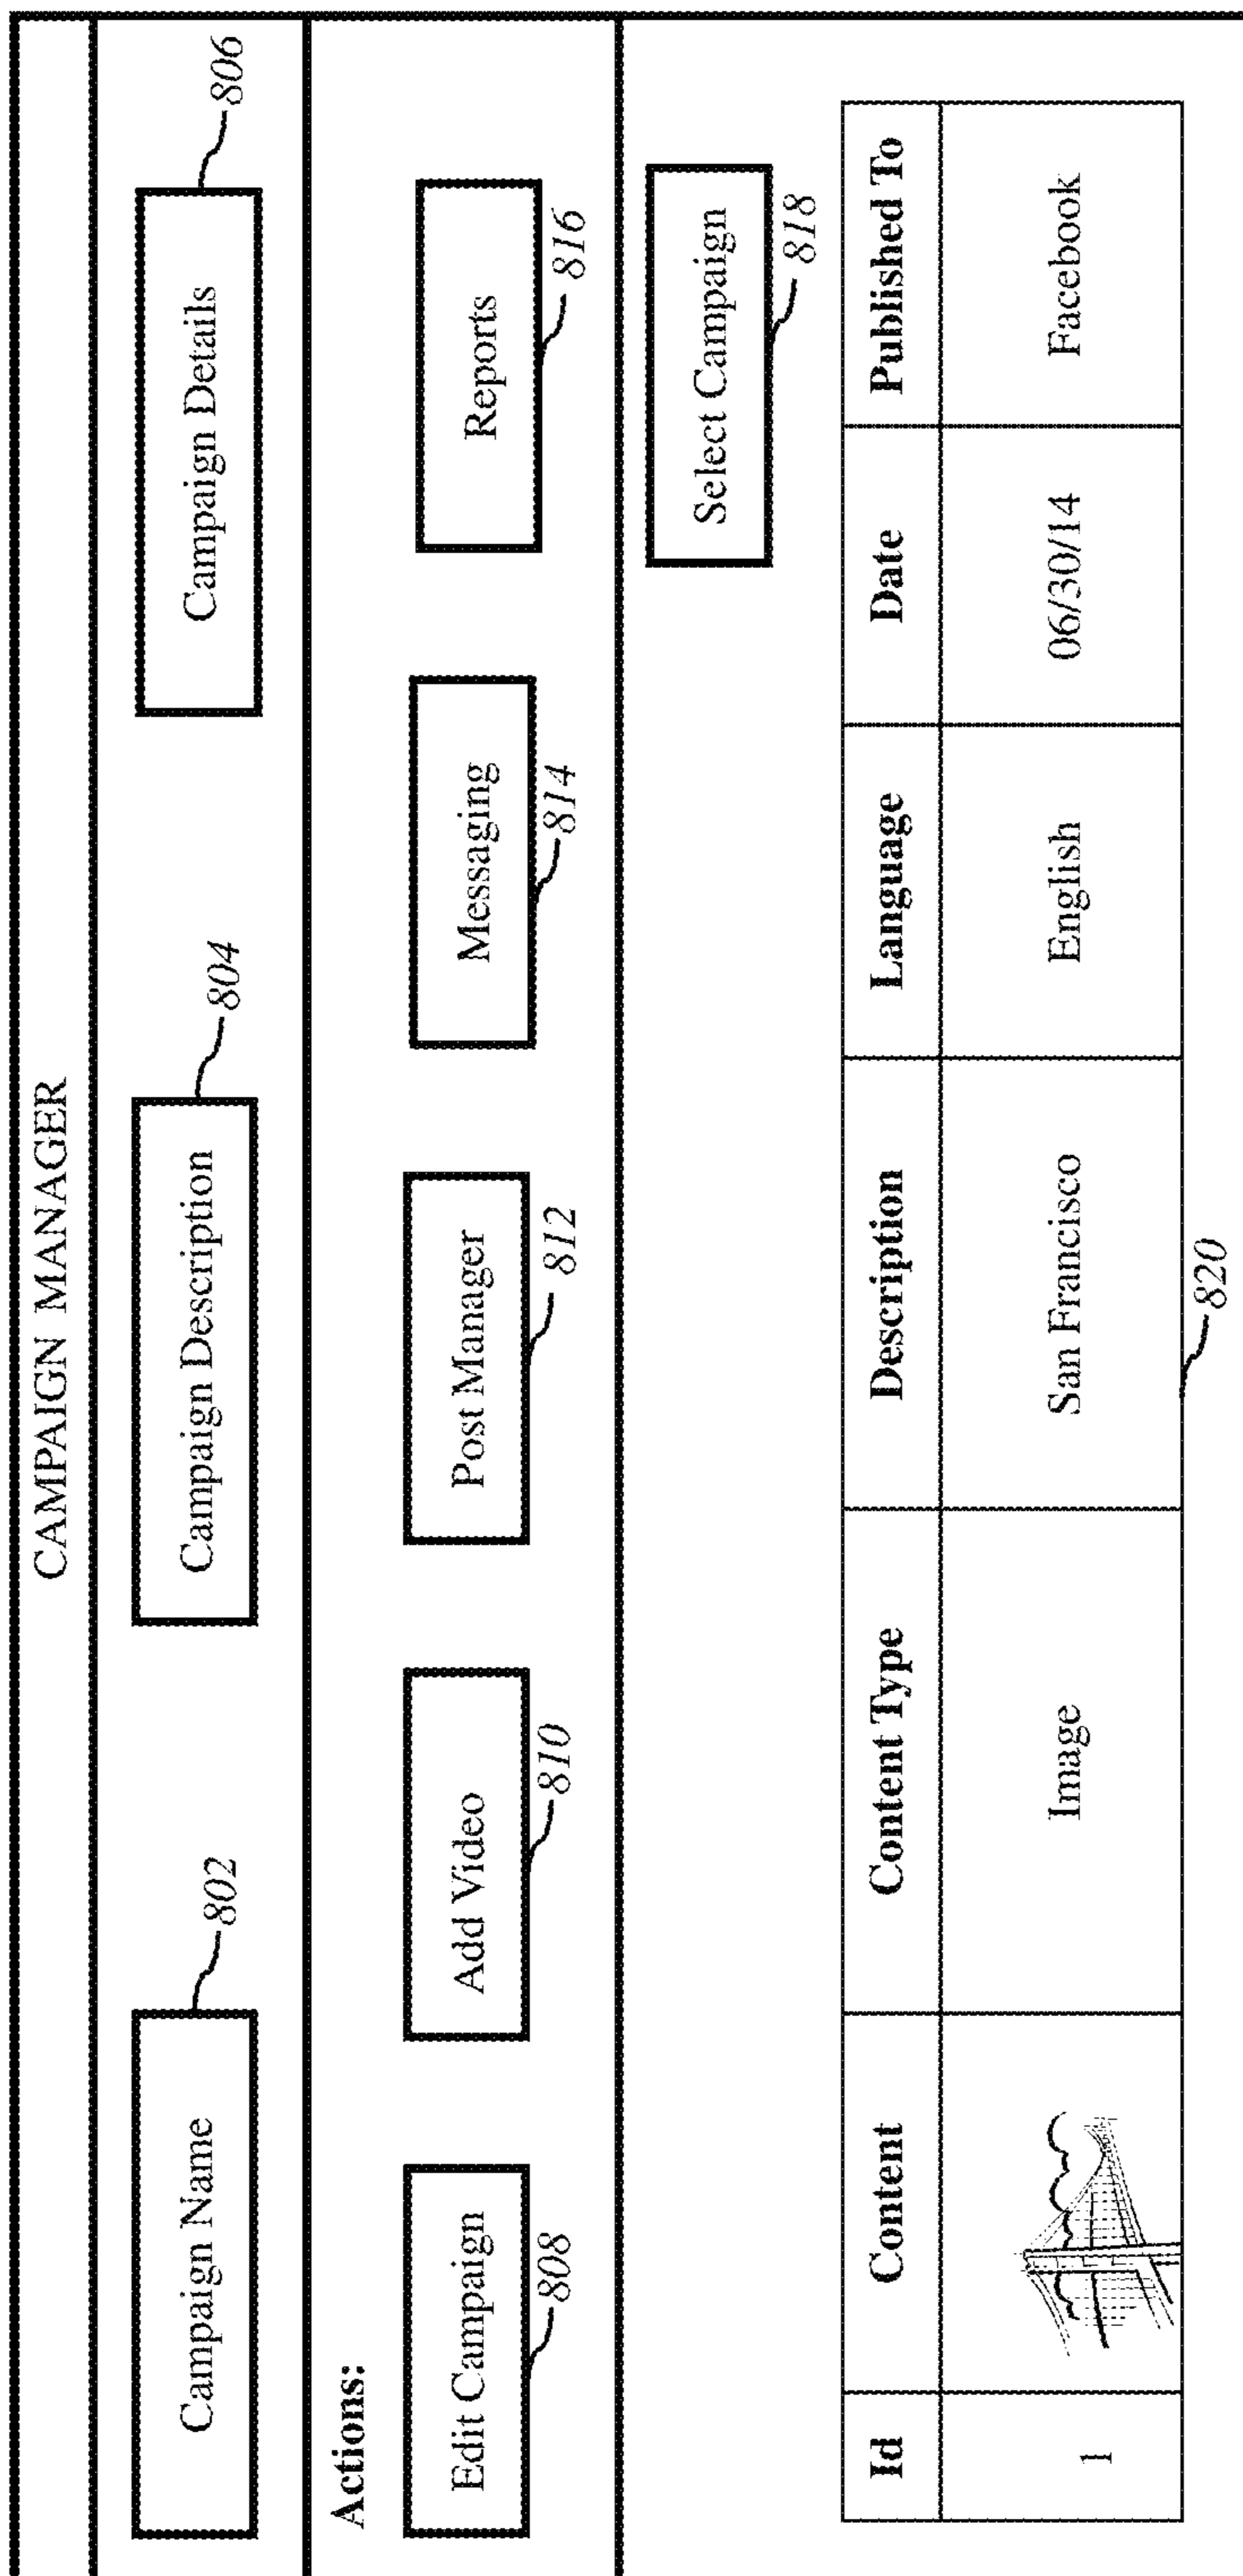 CAMPAIGN MANAGER
Campaign Name
802
Campaign Description
804
Campaign Details
806
Actions:
Edit Campaign
808
Add Video
810
Post Manager
812
Messaging
814
Reports
816
Select Campaign
818
Id Content Content Type Description Language Date Published To
1 Image San Francisco English 06/30/14 Facebook
820